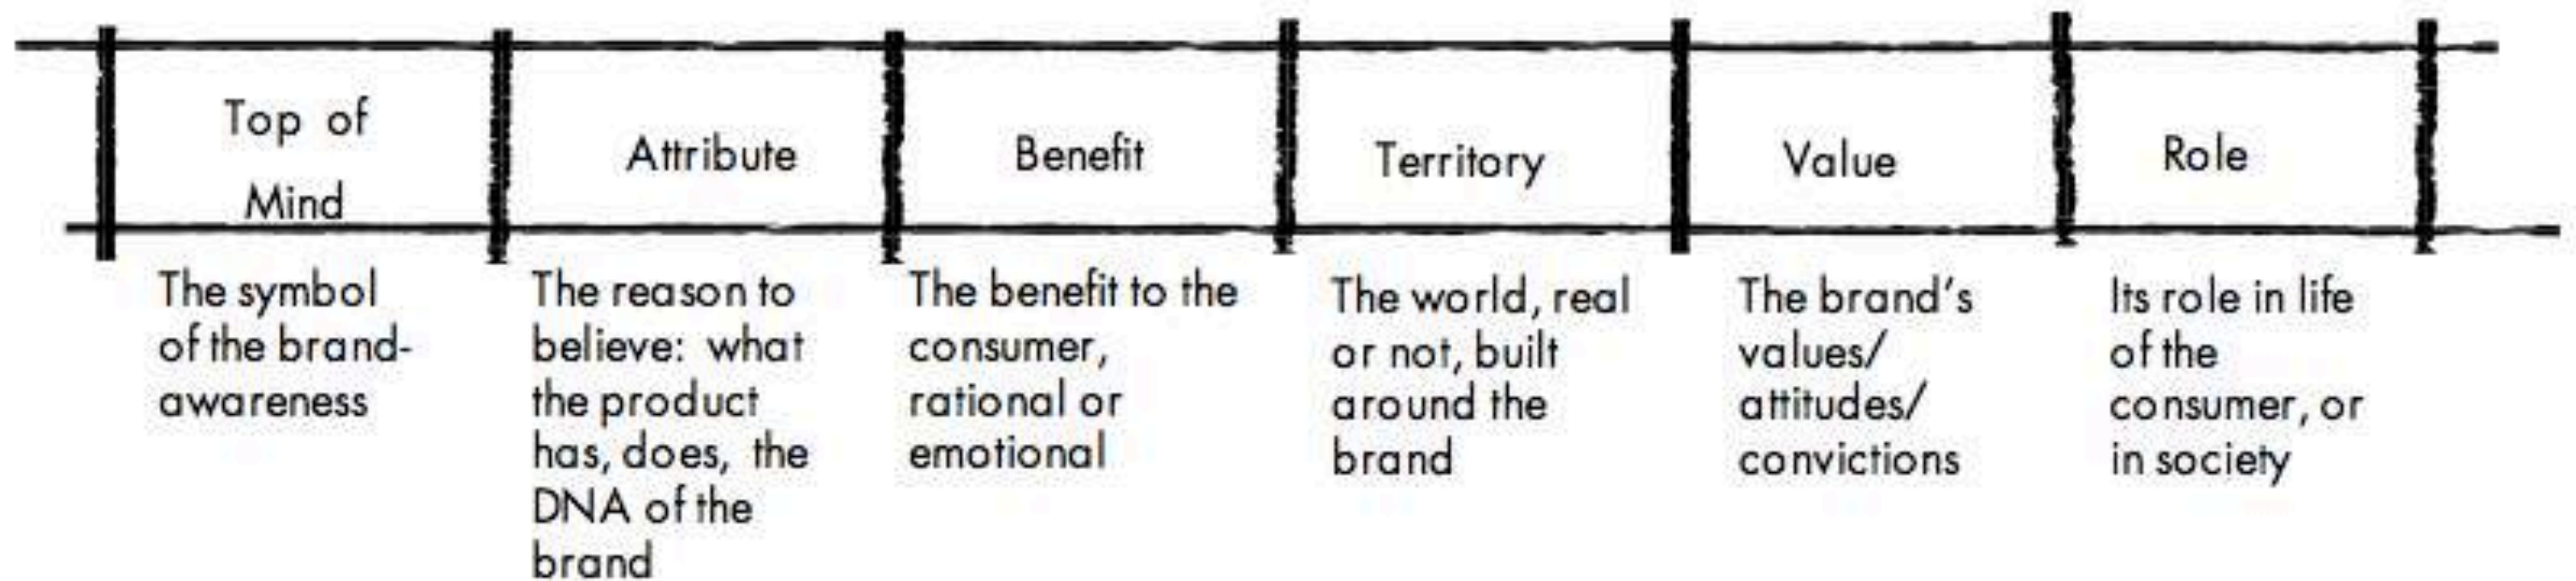 Top of
Mind
Attribute
Benefit
Territory
Value
Role
The symbol
of the brand-
awareness
The reason to
believe: what
the product
has, does, the
DNA of the
brand
The benefit to the
consumer,
rational or
emotional
The world, real
or not, built
around the
brand
The brand's
values/
attitudes/
convictions
Its role in life
of the
consumer, or
in society